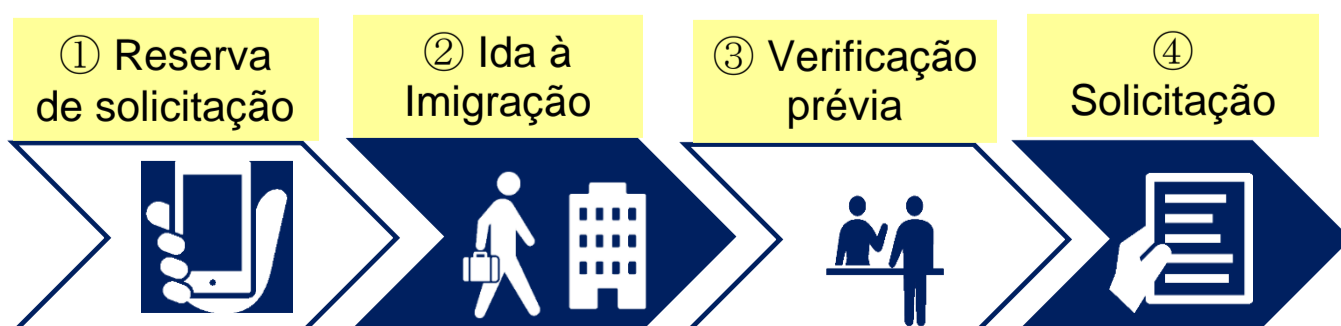 ① Reserva
de solicitação
② Ida à
Imigração
③ Verificação
prévia
④
Solicitação